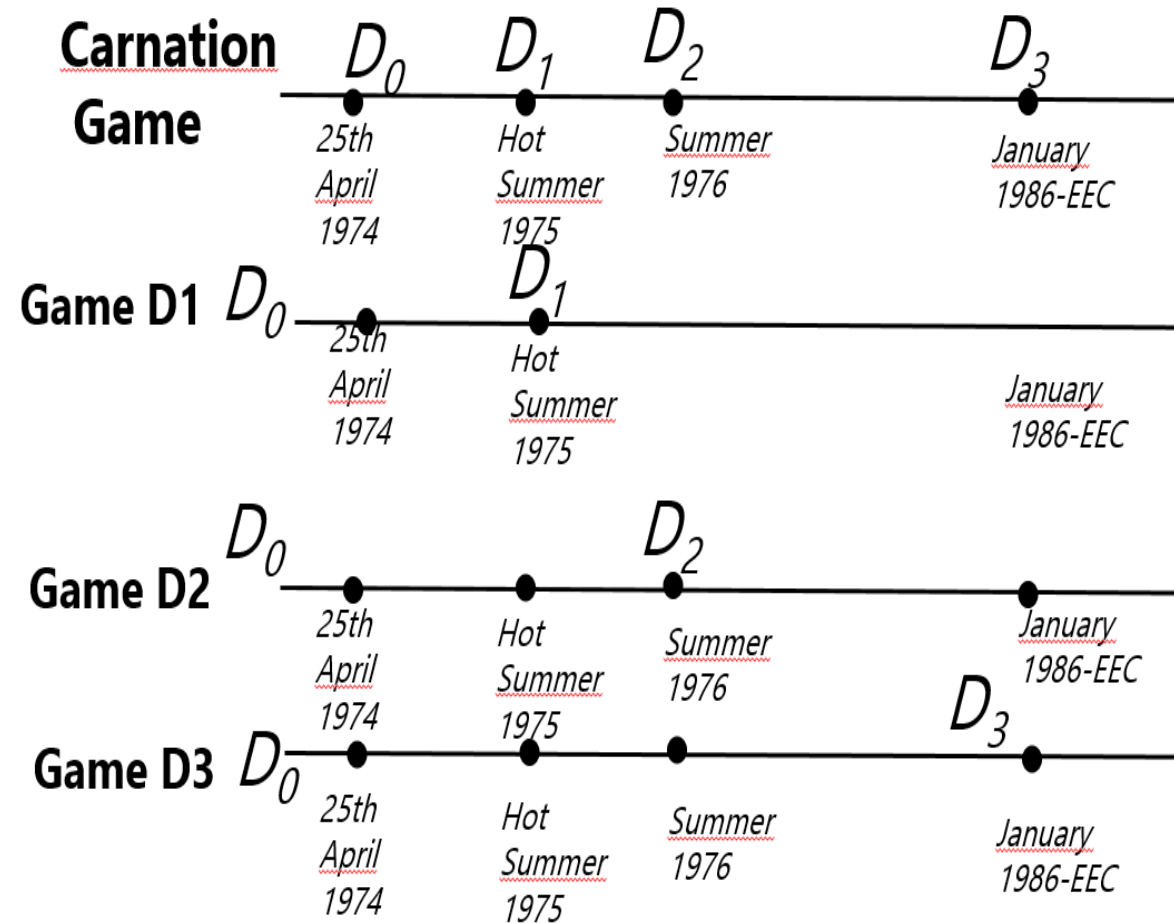 Carnation
Game
D0 D1 D2 D3
25th
April
1974
Hot
Summer
1975
Summer
1976
January
1986-EEC
Game D1 D0 D1
25th
April
1974
Hot
Summer
1975
January
1986-EEC
Game D2 D0 D2
25th
April
1974
Hot
Summer
1975
Summer
1976
January
1986-EEC
Game D3 D0 D3
25th
April
1974
Hot
Summer
1975
Summer
1976
January
1986-EEC